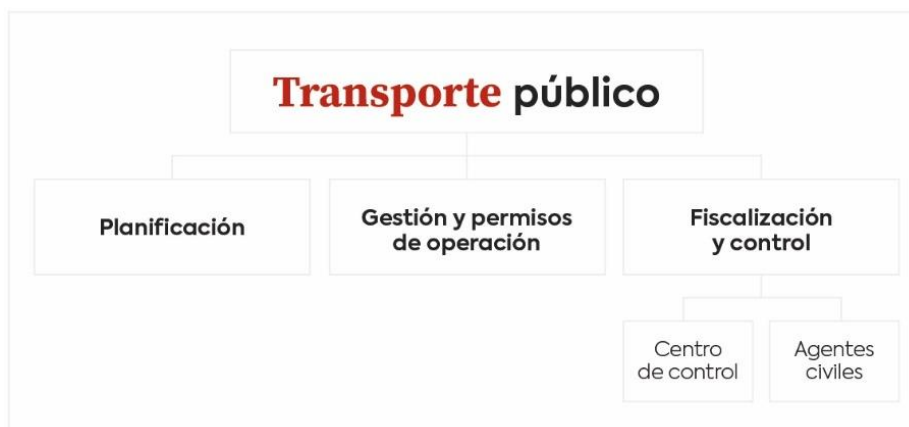 Transporte público
Planificación
Gestión y permisos
de operación
Fiscalización
y control
Centro
de control
Agentes
civiles